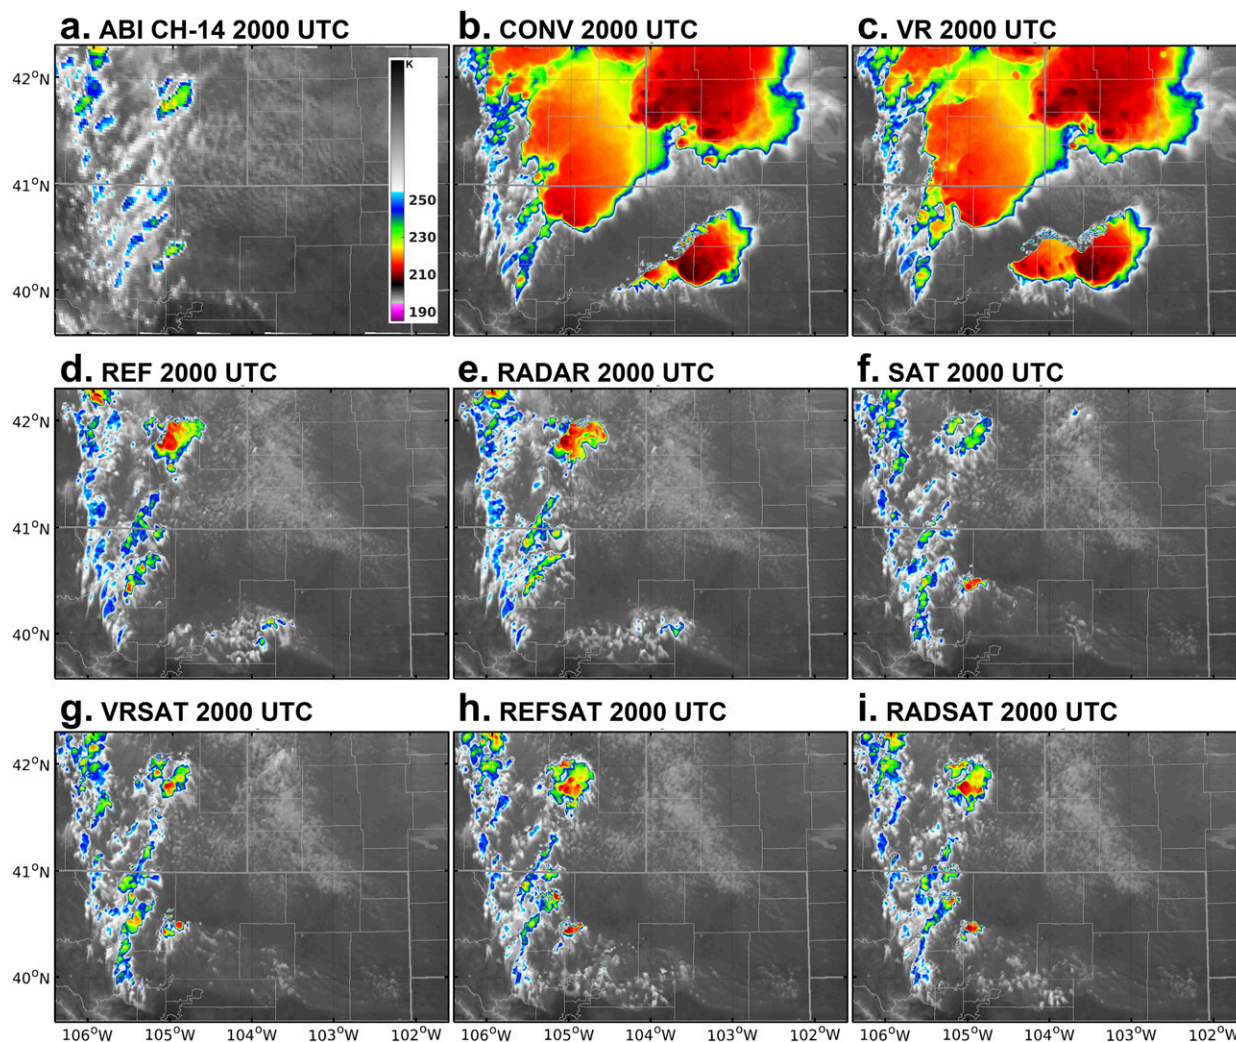 a. ABI CH-14 2000 UTC
b. CONV 2000 UTC
c. VR 2000 UTC
42°N
41°N
40°N
K
250
230
210
190
d. REF 2000 UTC
e. RADAR 2000 UTC
f. SAT 2000 UTC
42°N
41°N
40°N
g. VRSAT 2000 UTC
h. REFSAT 2000 UTC
i. RADSAT 2000 UTC
42°N
41°N
40°N
106°W 105°W 104°W 103°W 102°W 106°W 105°W 104°W 103°W 102°W 106°W 105°W 104°W 103°W 102°W